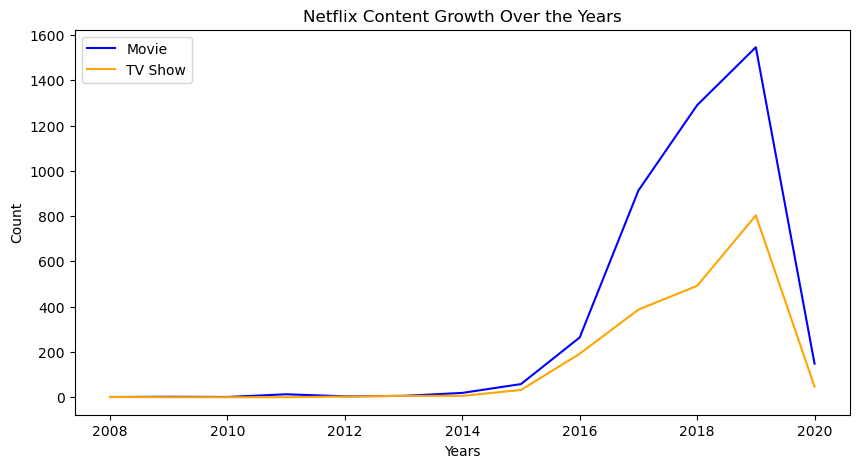 Netflix Content Growth Over the Years
Movie
TV Show
Count
1600
1400
1200
1000
800
600
400
200
0
2008 2010 2012 2014 2016 2018 2020
Years